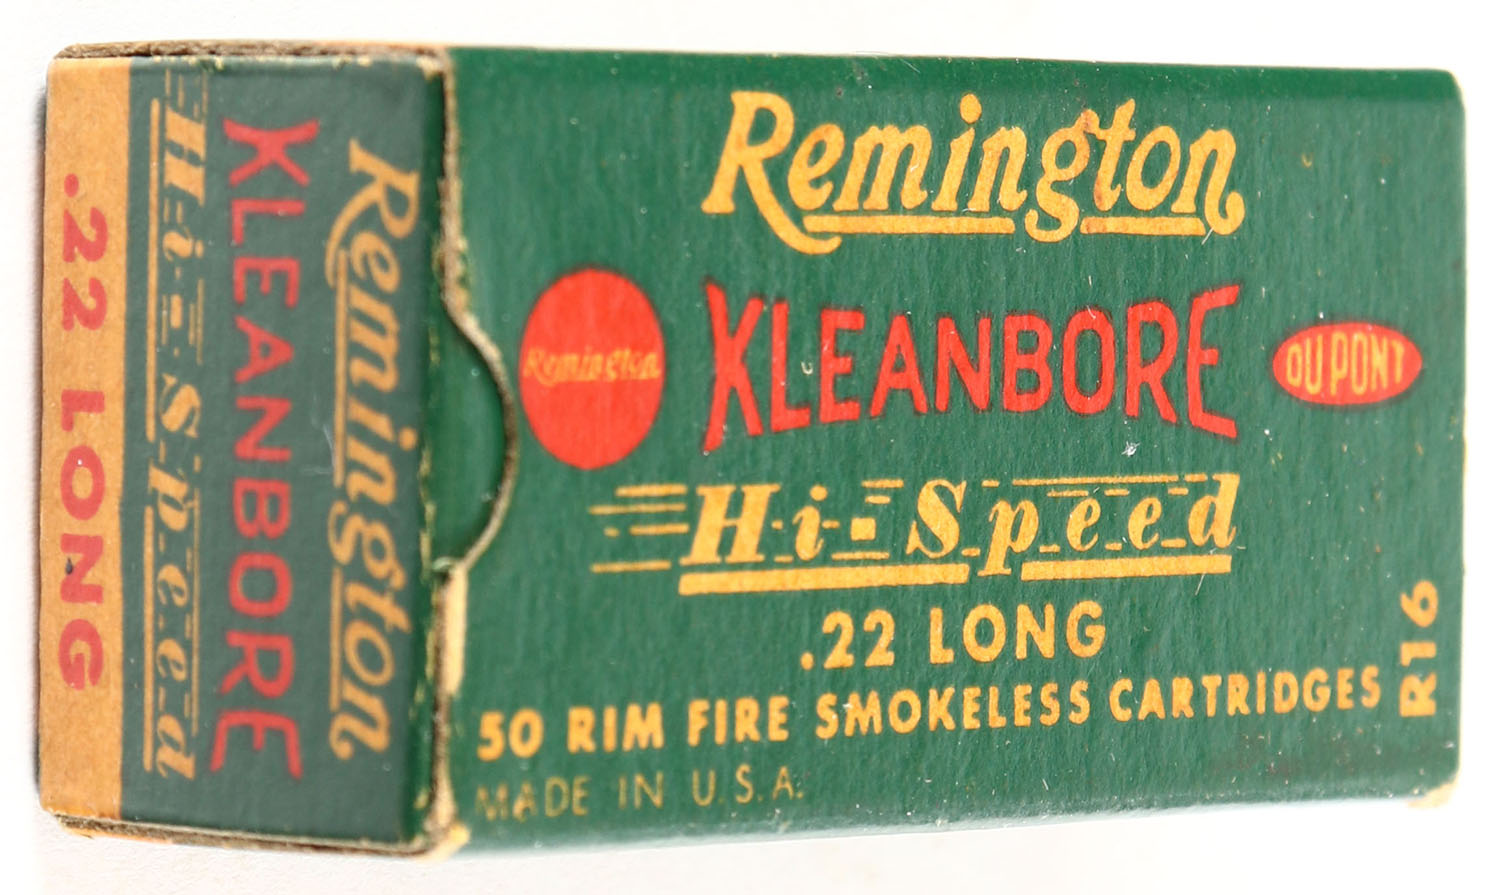 Remington
Remington
KLEANBORE
DU PONT
Hi-Speed
.22 LONG
50 RIM FIRE SMOKELESS CARTRIDGES
R16
MADE IN U.S.A.
Remington
KLEANBORE
Hi-Speed
.22 LONG